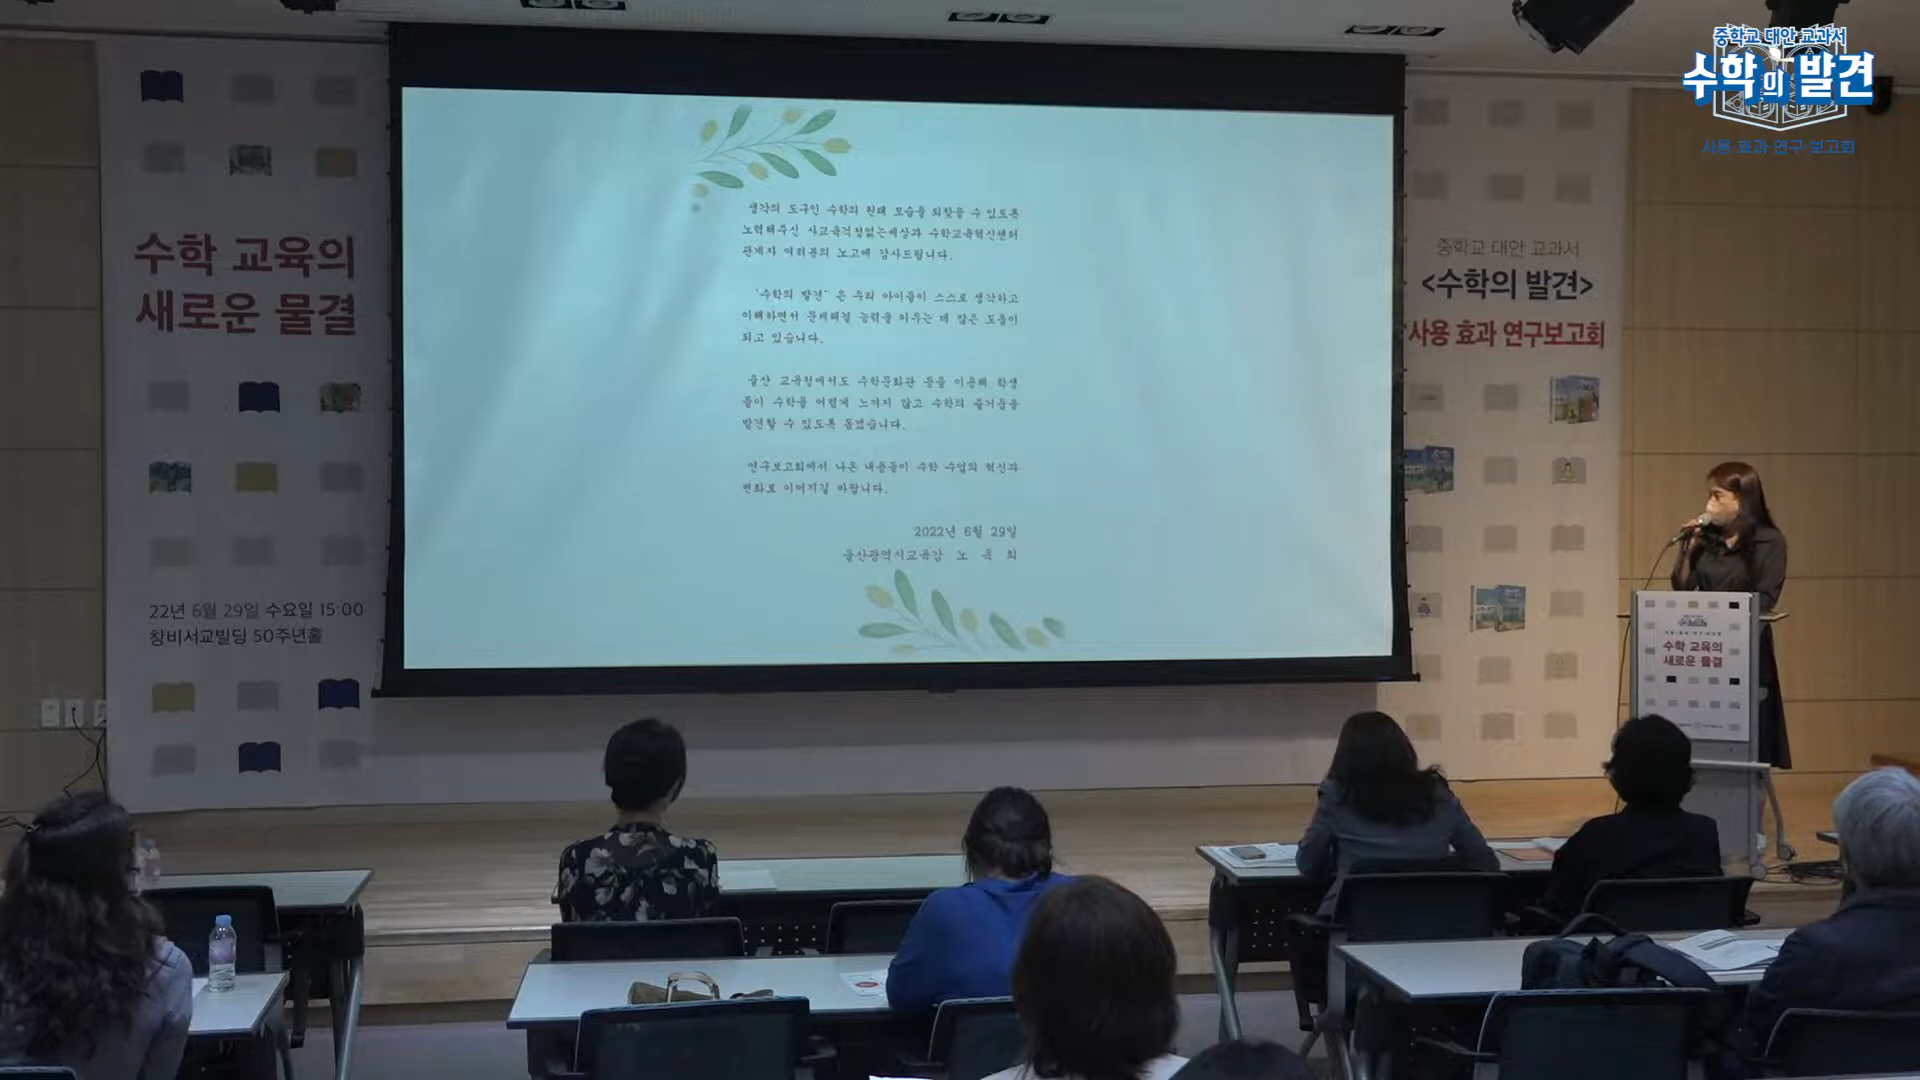 중학교 대안 교과서
수학의 발견
사용·효과·연구·보고회
수학 교육의
새로운 물결
22년 6월 29일 수요일 15:00
창비서교빌딩 50주년홀
생각의 도구인 수학의 원래 모습을 되찾을 수 있도록
노력해주신 사교육걱정없는세상과 수학교육혁신센터
관계자 여러분의 노고에 감사드립니다.
"수학의 발견" 은 우리 아이들이 스스로 생각하고
이해하면서 문제해결 능력을 키우는 데 많은 도움이
되고 있습니다.
울산 교육청에서도 수학문화관 등을 이용해 학생
들이 수학을 어렵게 느끼지 않고 수학의 즐거움을
발견할 수 있도록 돕겠습니다.
연구보고회에서 나온 내용들이 수학 수업의 혁신과
변화로 이어지길 바랍니다.
2022년 6월 29일
울산광역시교육감 노 옥 희
중학교 대안 교과서
<수학의 발견>
사용 효과 연구보고회
수학 교육의
새로운 물결